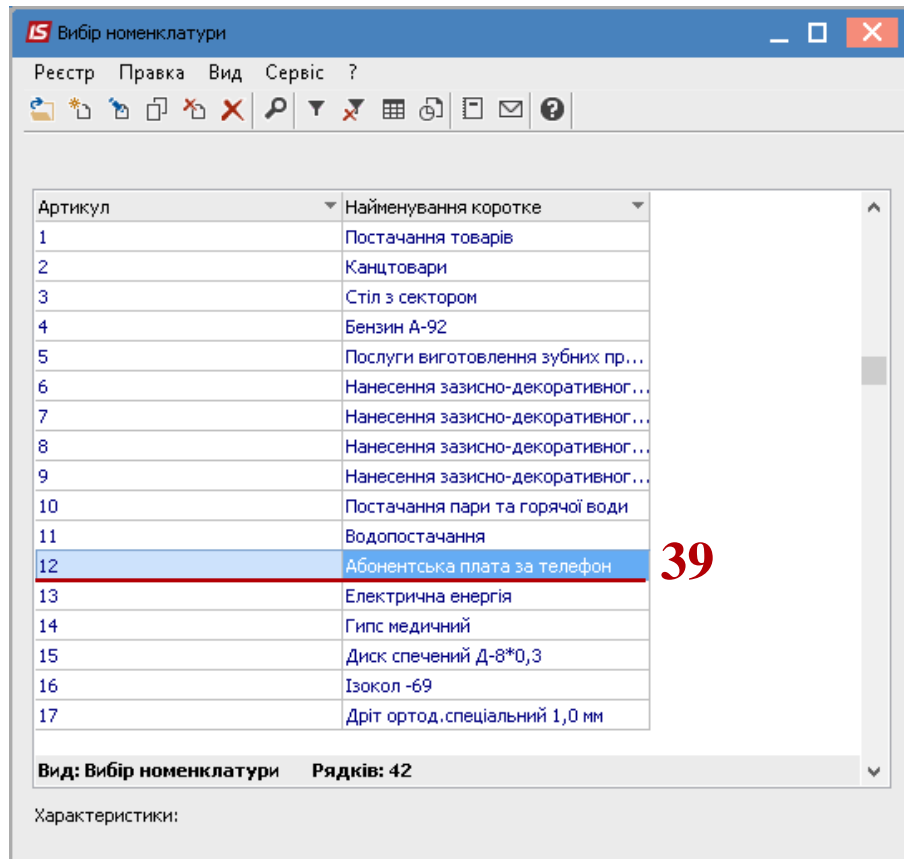 IS Вибір номенклатури
Реєстр Правка Вид Сервіс ?
Артикул Найменування коротке
1 Постачання товарів
2 Канцтовари
3 Стіл з сектором
4 Бензин А-92
5 Послуги виготовлення зубних пр...
6 Нанесення зазисно-декоративног...
7 Нанесення зазисно-декоративног...
8 Нанесення зазисно-декоративног...
9 Нанесення зазисно-декоративног...
10 Постачання пари та горячої води
11 Водопостачання
12 Абонентська плата за телефон 39
13 Електрична енергія
14 Гипс медичний
15 Диск спечений Д-8*0,3
16 Ізокол -69
17 Дріт ортод.спеціальний 1,0 мм
Вид: Вибір номенклатури Рядків: 42
Характеристики: